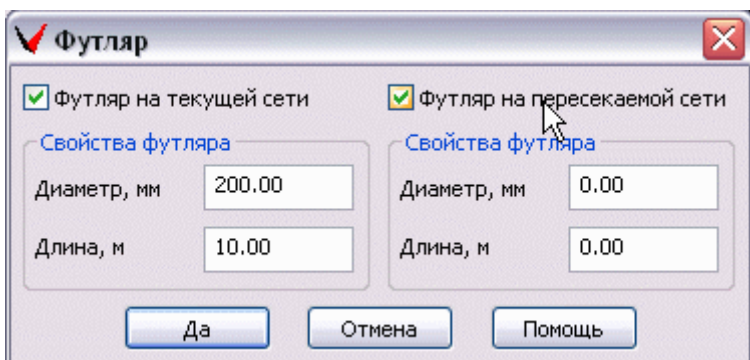 Футляр
Футляр на текущей сети
Футляр на пересекаемой сети
Свойства футляра
Диаметр, мм 200.00
Длина, м 10.00
Свойства футляра
Диаметр, мм 0.00
Длина, м 0.00
Да Отмена Помощь